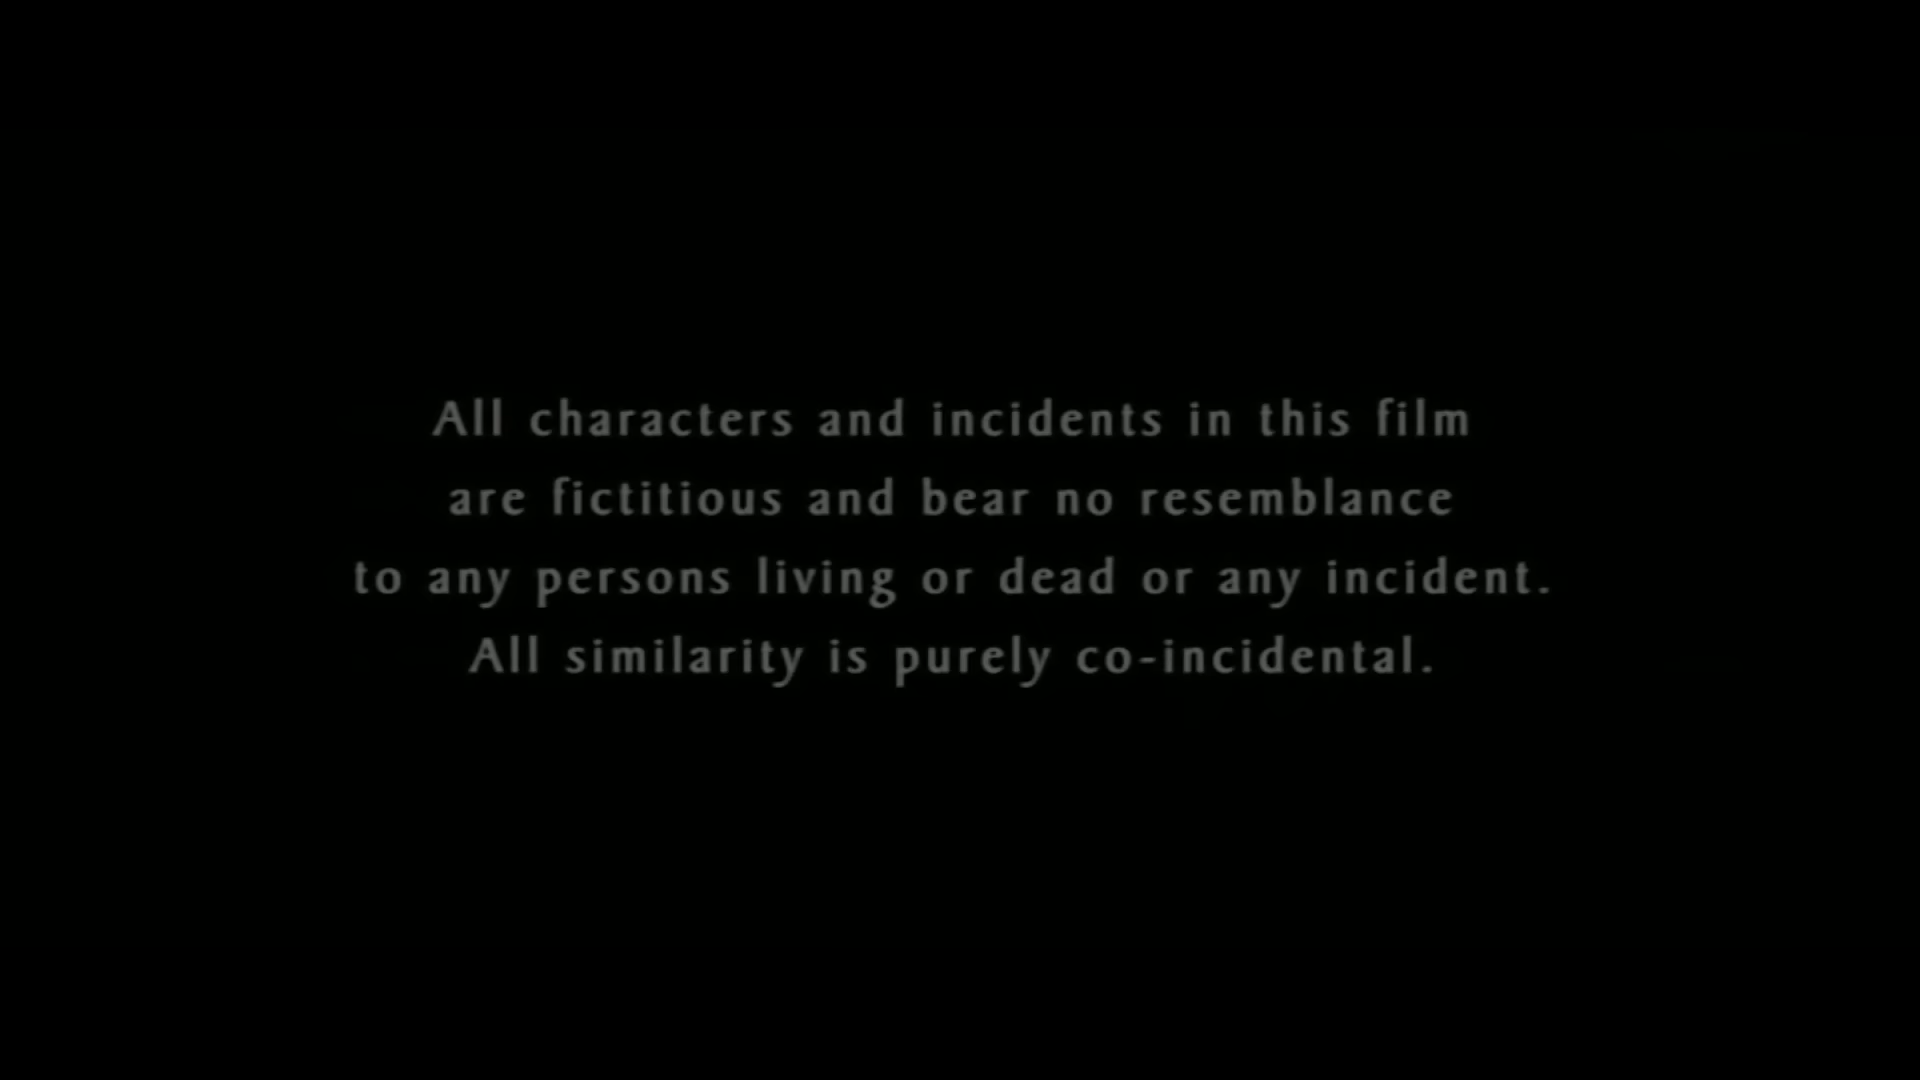 All characters and incidents in this film
are fictitious and bear no resemblance
to any persons living or dead or any incident.
All similarity is purely co-incidental.